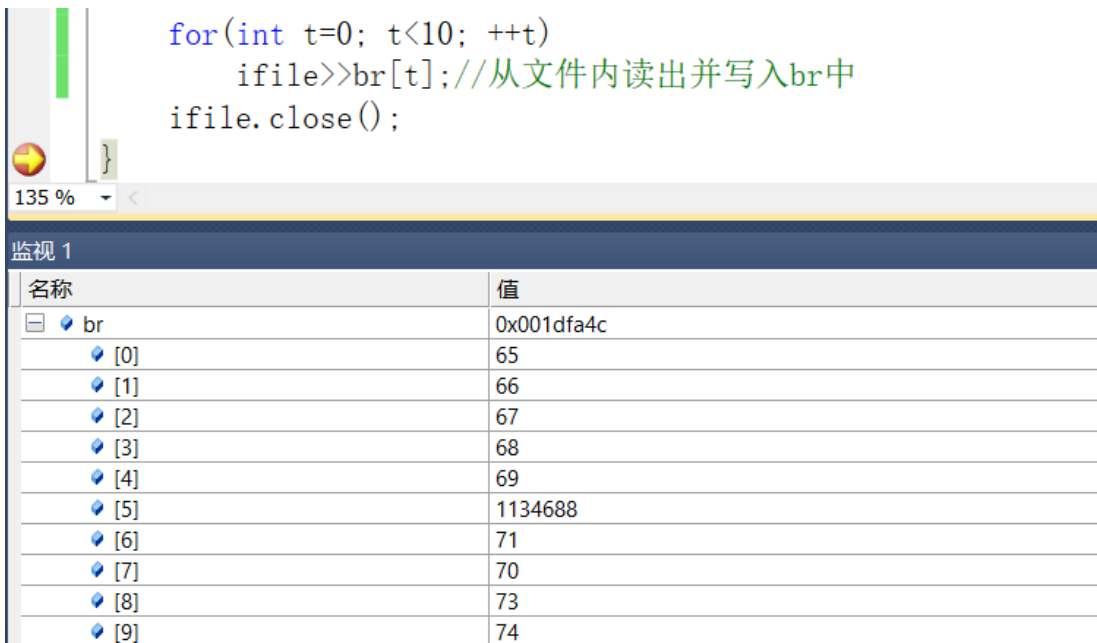 for(int t=0; t<10; ++t)
ifile>>br[t];//从文件内读出并写入br中
ifile.close();
}
135 %
监视 1
名称 值
br 0x001dfa4c
[0] 65
[1] 66
[2] 67
[3] 68
[4] 69
[5] 1134688
[6] 71
[7] 70
[8] 73
[9] 74